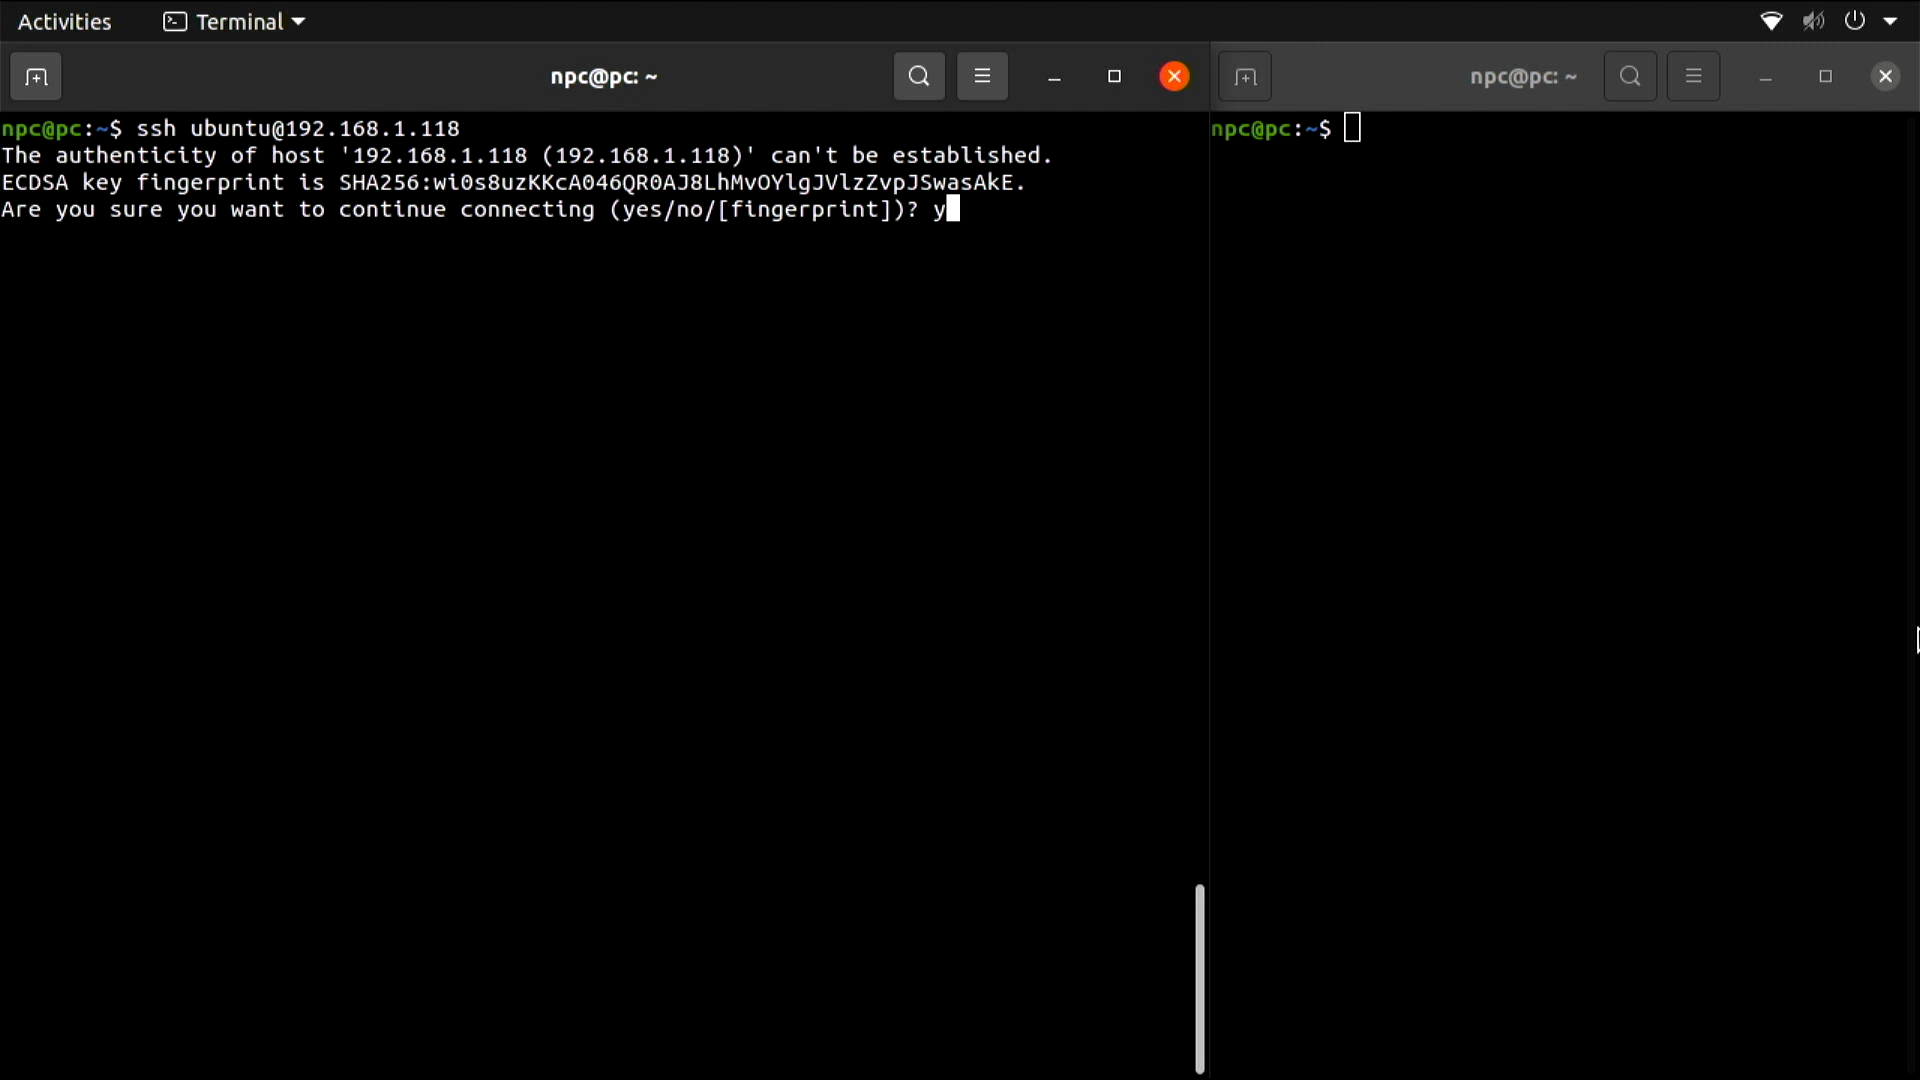 Activities Terminal
npc@pc: ~
npc@pc: ~
npc@pc:~$ ssh ubuntu@192.168.1.118
The authenticity of host '192.168.1.118 (192.168.1.118)' can't be established.
ECDSA key fingerprint is SHA256:wi0s8uzKKcA046QR0AJ8LhMvOYlgJVlzZvpJSwasAkE.
Are you sure you want to continue connecting (yes/no/[fingerprint])? y
npc@pc:~$